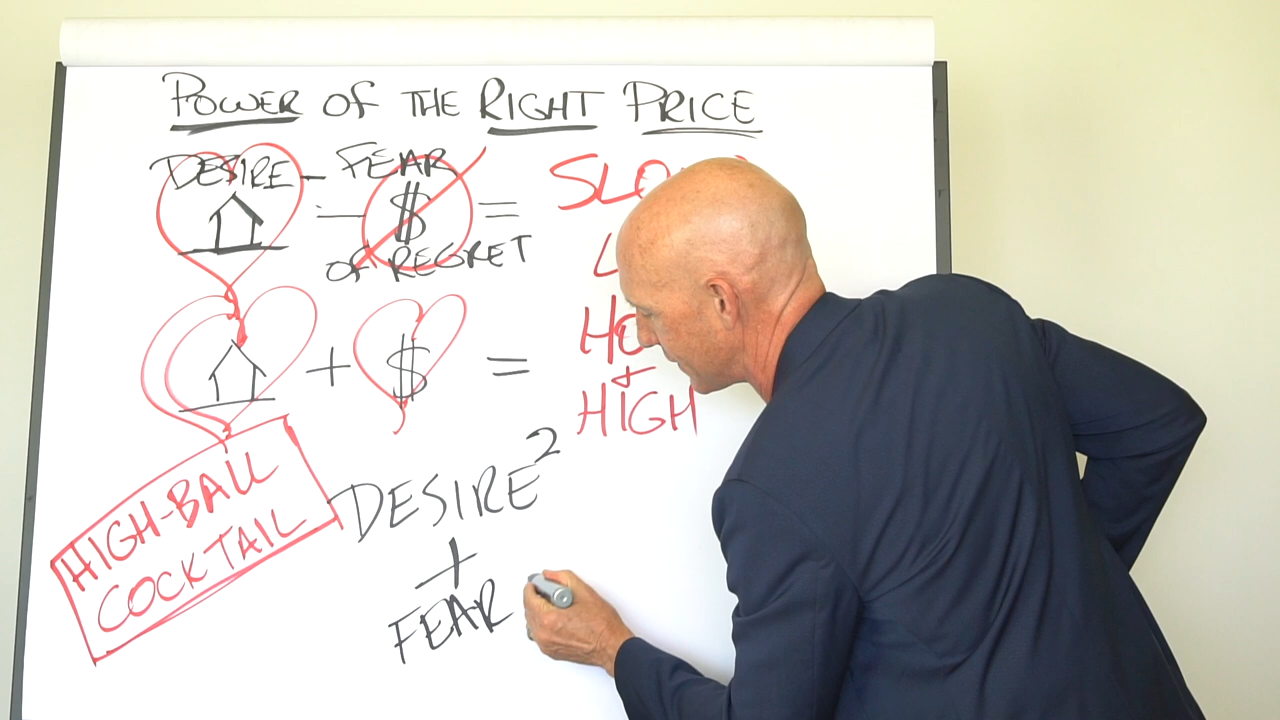 POWER OF THE RIGHT PRICE
DESIRE - FEAR
- $ =
OF REGRET
+ $ =
HIGH
DESIRE²
+
FEAR
HIGH-BALL
COCKTAIL